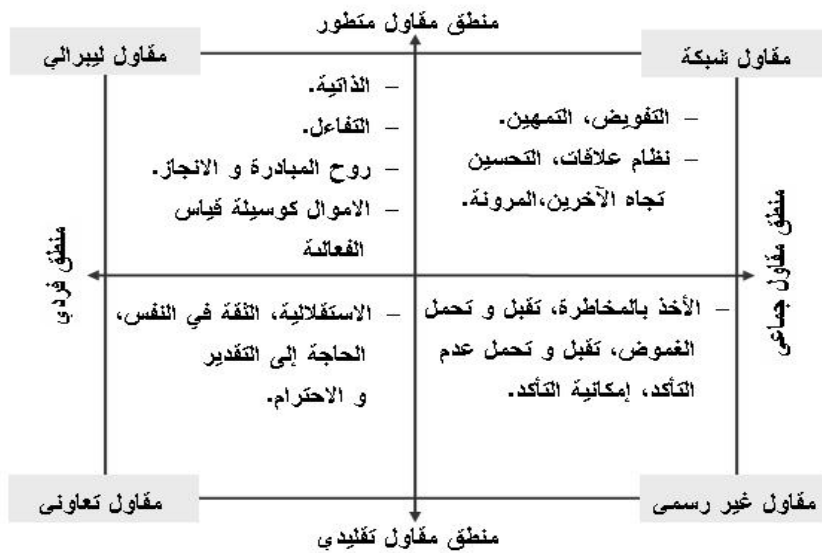 منطق مقاول متطور
مقاول شبكة
مقاول ليبرالي
– التفويض، التمهين.
– نظام علاقات، التحسين
تجاه الآخرين،المرونة.
– الذاتية.
– التفاءل.
– روح المبادرة و الانجاز.
– الاموال كوسيلة قياس
الفعالية
منطق مقاول جماعي
منطق فردي
– الأخذ بالمخاطرة، تقبل و تحمل
الغموض، تقبل و تحمل عدم
التأكد، إمكانية التأكد.
– الاستقلالية، الثقة في النفس،
الحاجة إلى التقدير
و الاحترام.
مقاول غير رسمي
مقاول تعاوني
منطق مقاول تقليدي